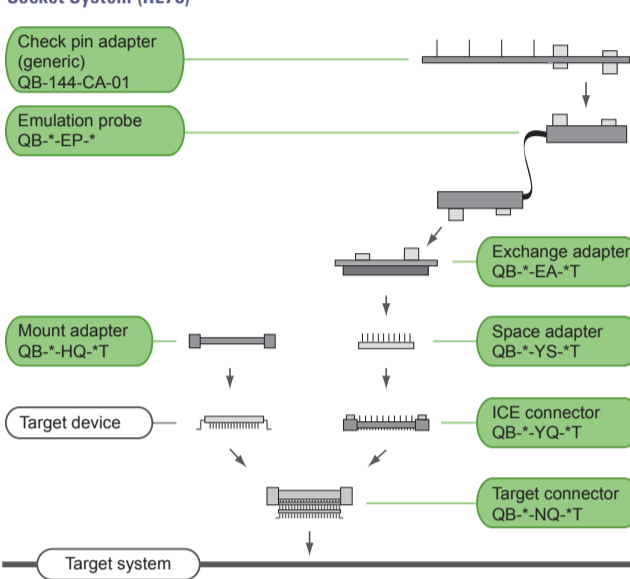 Check pin adapter
(generic)
QB-144-CA-01
Emulation probe
QB-*-EP-*
Exchange adapter
QB-*-EA-*T
Mount adapter
QB-*-HQ-*T
Space adapter
QB-*-YS-*T
Target device
ICE connector
QB-*-YQ-*T
Target connector
QB-*-NQ-*T
Target system